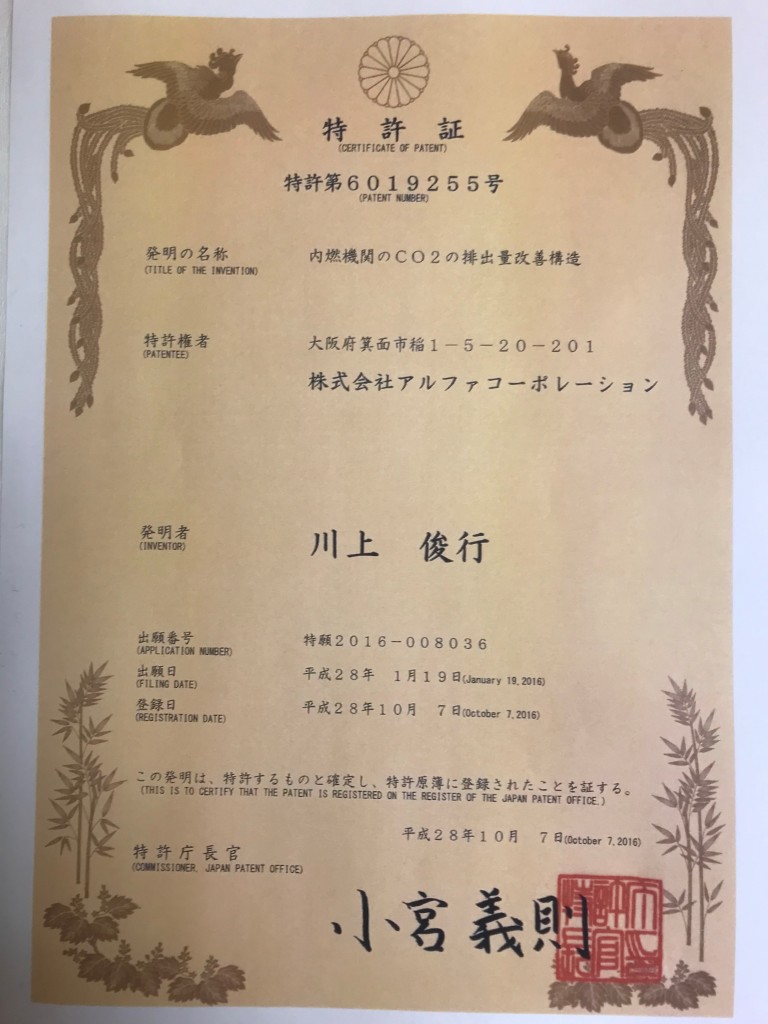 特許証
(CERTIFICATE OF PATENT)
特許第６０１９２５５号
(PATENT NUMBER)
発明の名称 内燃機関のＣＯ２の排出量改善構造
(TITLE OF THE INVENTION)
特許権者 大阪府箕面市稲１－５－２０－２０１
(PATENTEE)
株式会社アルファコーポレーション
発明者 川上　俊行
(INVENTOR)
出願番号 特願２０１６－００８０３６
(APPLICATION NUMBER)
出願日 平成２８年　１月１９日(January 19,2016)
(FILING DATE)
登録日 平成２８年１０月　７日(October 7,2016)
(REGISTRATION DATE)
この発明は、特許するものと確定し、特許原簿に登録されたことを証する。
(THIS IS TO CERTIFY THAT THE PATENT IS REGISTERED ON THE REGISTER OF THE JAPAN PATENT OFFICE.)
平成２８年１０月　７日(October 7,2016)
特許庁長官
(COMMISSIONER, JAPAN PATENT OFFICE)
小宮義則